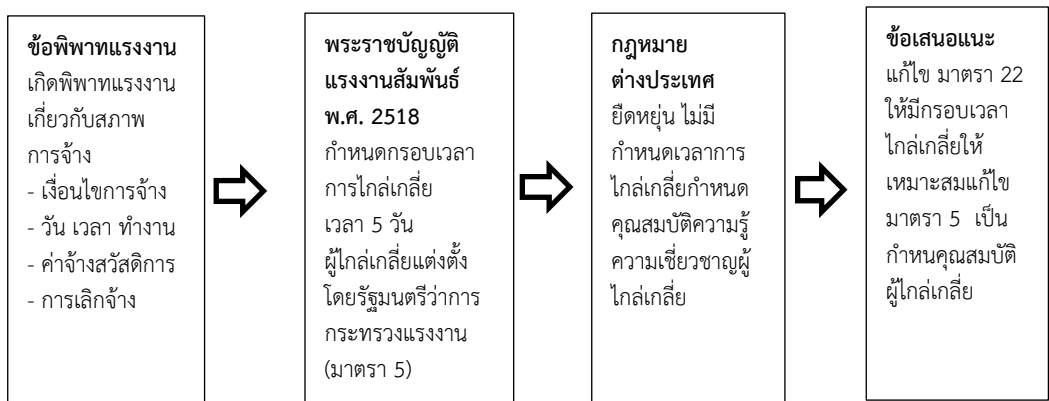 ข้อพิพาทแรงงาน
เกิดพิพาทแรงงาน
เกี่ยวกับสภาพ
การจ้าง
- เงื่อนไขการจ้าง
- วัน เวลา ทำงาน
- ค่าจ้างสวัสดิการ
- การเลิกจ้าง
พระราชบัญญัติ
แรงงานสัมพันธ์
พ.ศ. 2518
กำหนดกรอบเวลา
การไกล่เกลี่ย
เวลา 5 วัน
ผู้ไกล่เกลี่ยแต่งตั้ง
โดยรัฐมนตรีว่าการ
กระทรวงแรงงาน
(มาตรา 5)
กฎหมาย
ต่างประเทศ
ยืดหยุ่น ไม่มี
กำหนดเวลาการ
ไกล่เกลี่ยกำหนด
คุณสมบัติความรู้
ความเชี่ยวชาญผู้
ไกล่เกลี่ย
ข้อเสนอแนะ
แก้ไข มาตรา 22
ให้มีกรอบเวลา
ไกล่เกลี่ยให้
เหมาะสมแก้ไข
มาตรา 5 เป็น
กำหนคุณสมบัติ
ผู้ไกล่เกลี่ย